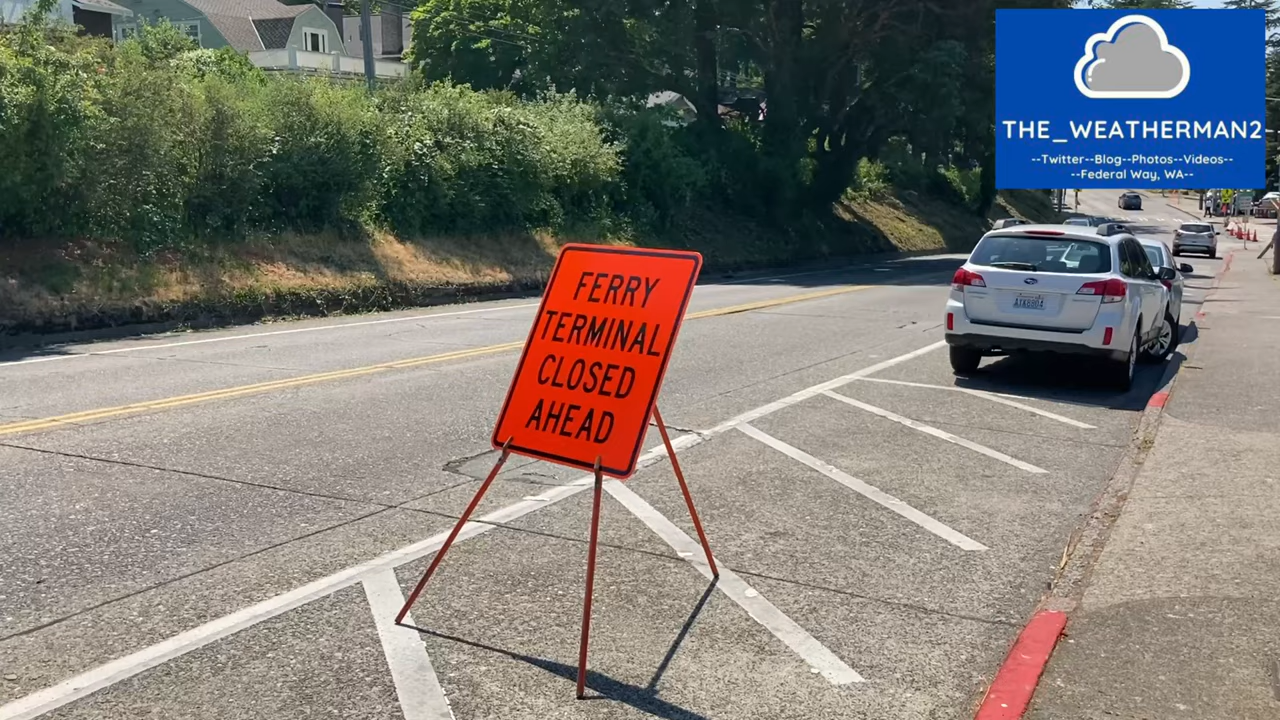 THE_WEATHERMAN2
--Twitter--Blog--Photos--Videos--
--Federal Way, WA--
FERRY
TERMINAL
CLOSED
AHEAD